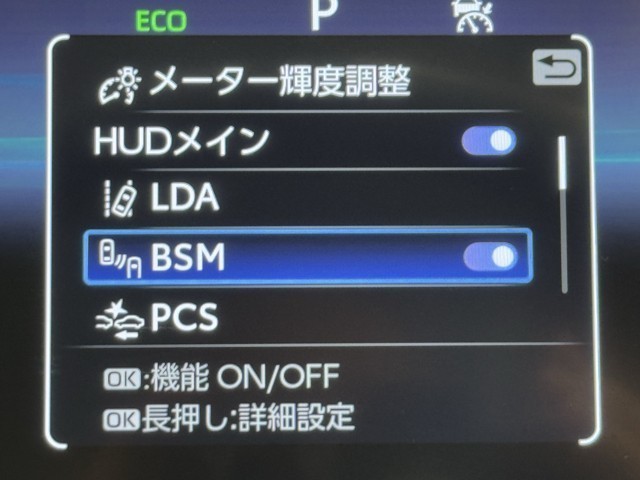 ECO P
メーター輝度調整
HUDメイン
LDA
BSM
PCS
OK:機能 ON/OFF
OK長押し:詳細設定